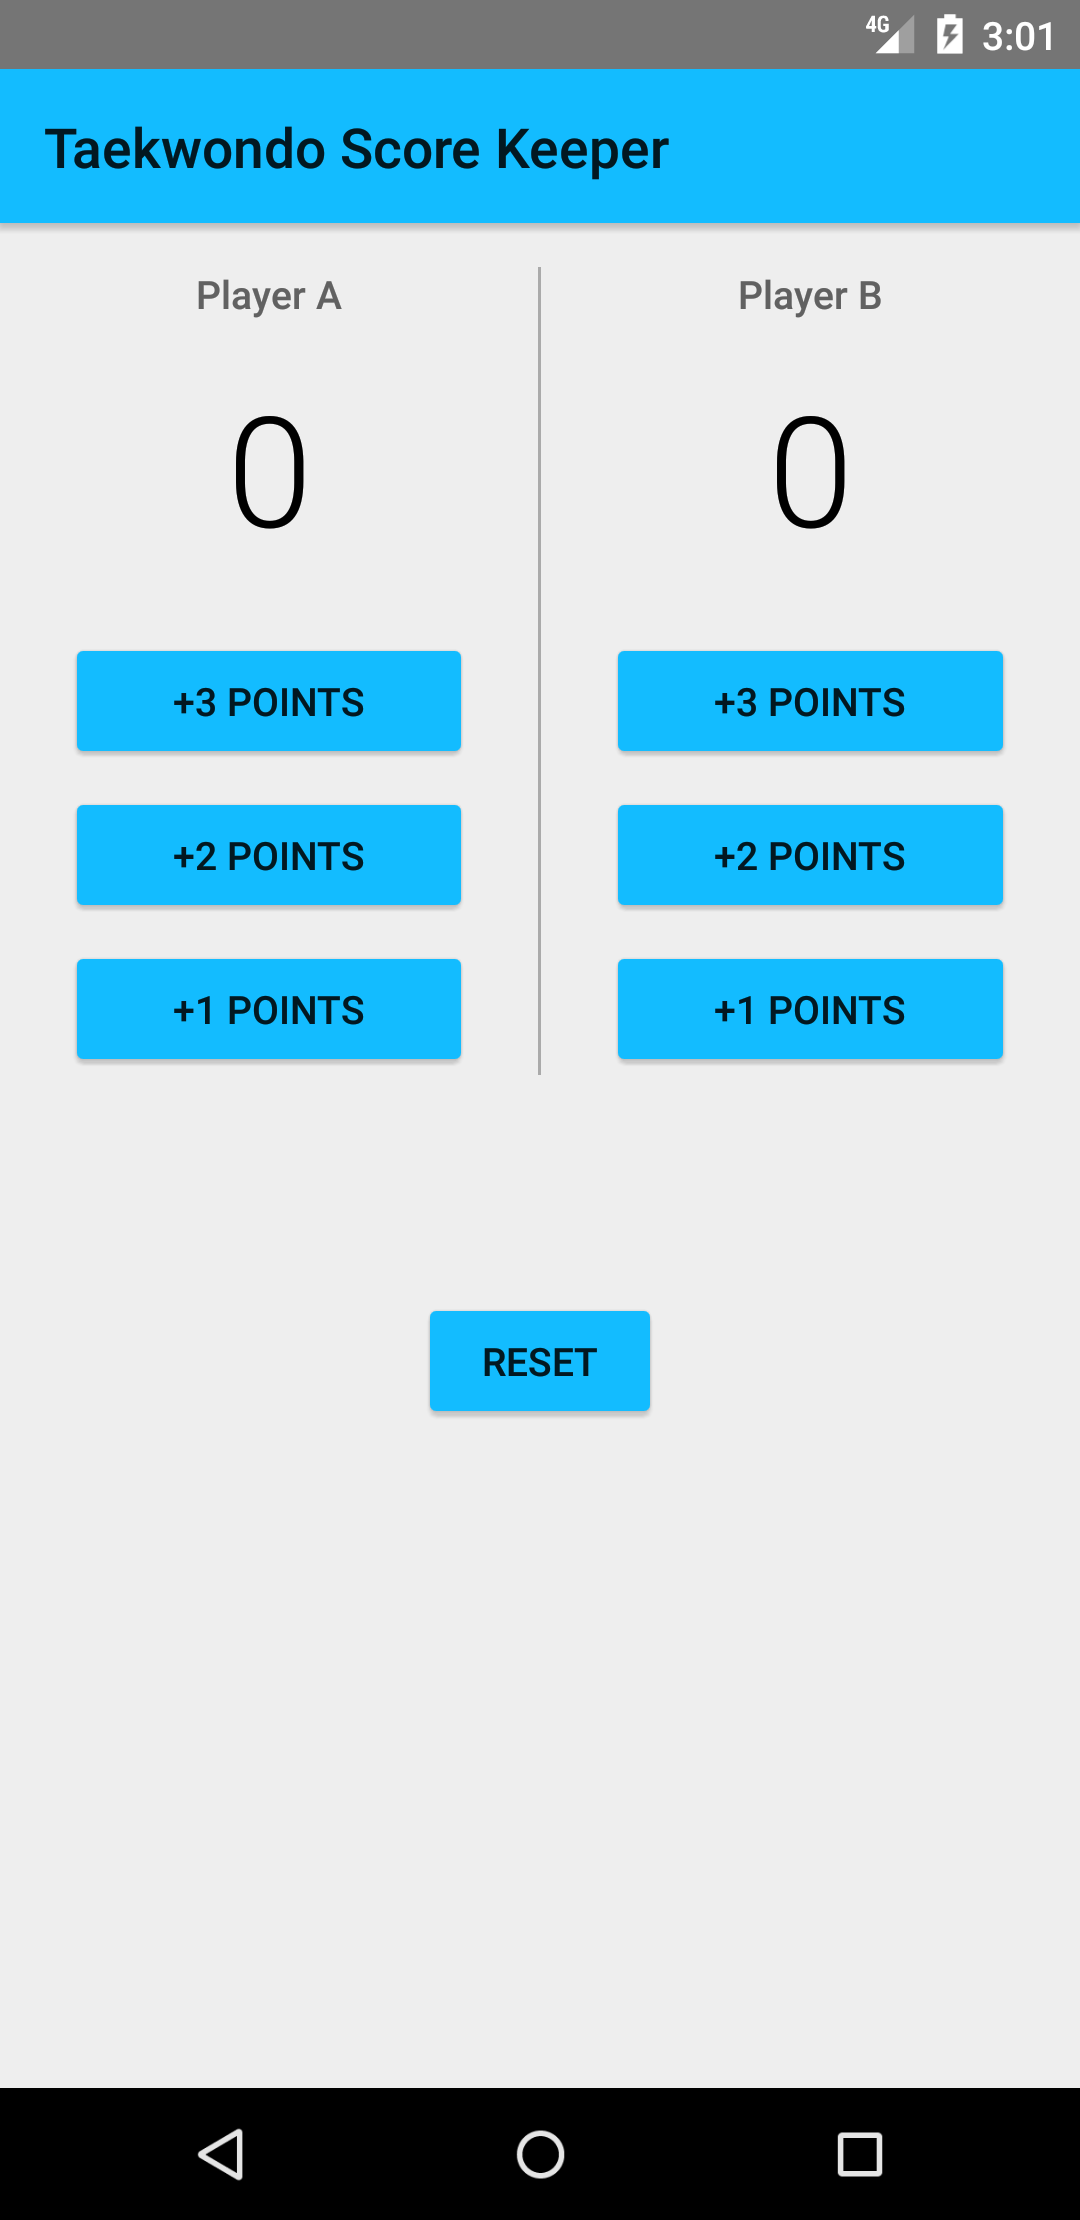 4G 3:01
Taekwondo Score Keeper
Player A
0
+3 POINTS
+2 POINTS
+1 POINTS
Player B
0
+3 POINTS
+2 POINTS
+1 POINTS
RESET